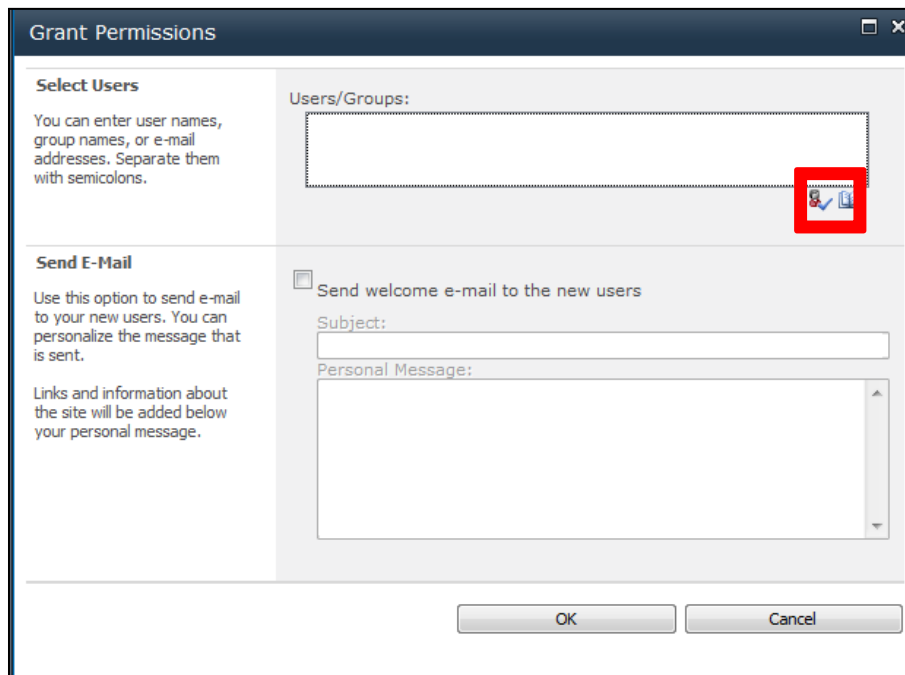 Grant Permissions
Select Users
You can enter user names,
group names, or e-mail
addresses. Separate them
with semicolons.
Users/Groups:
Send E-Mail
Use this option to send e-mail
to your new users. You can
personalize the message that
is sent.
Links and information about
the site will be added below
your personal message.
Send welcome e-mail to the new users
Subject:
Personal Message:
OK
Cancel